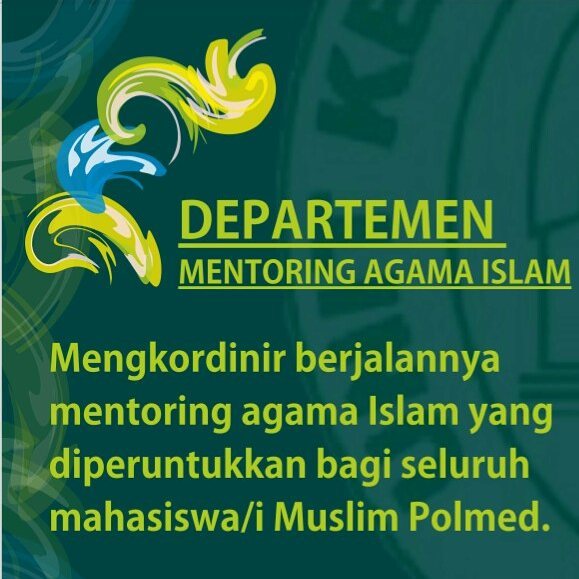 DEPARTEMEN
MENTORING AGAMA ISLAM
Mengkordinir berjalannya
mentoring agama Islam yang
diperuntukkan bagi seluruh
mahasiswa/i Muslim Polmed.